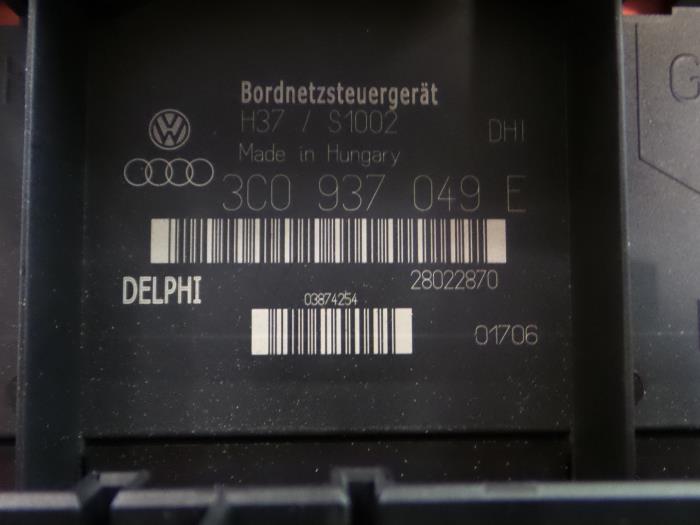 Bordnetzsteuergerät
H37 / S1002
DHI
Made in Hungary
3C0 937 049 E
28022870
DELPHI
03874254
01706
G